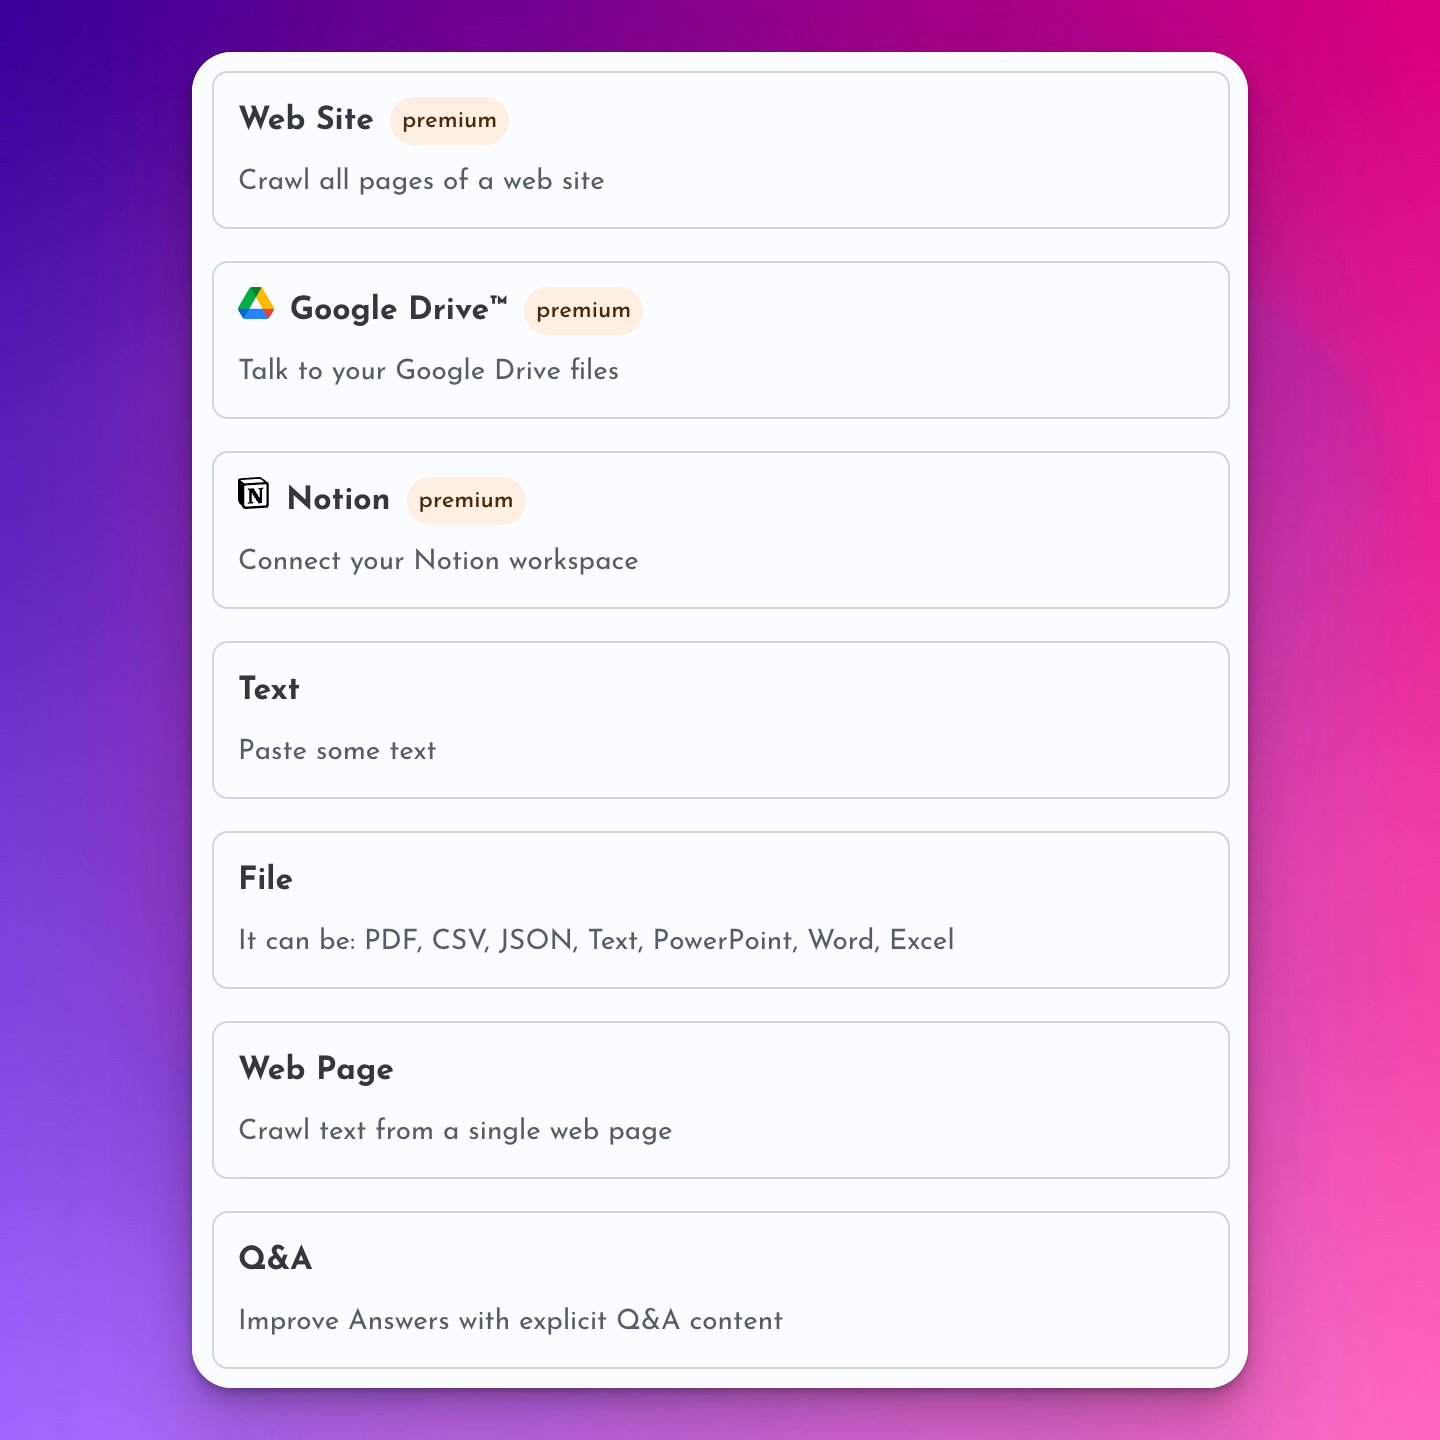 Web Site premium
Crawl all pages of a web site
Google Drive™ premium
Talk to your Google Drive files
N Notion premium
Connect your Notion workspace
Text
Paste some text
File
It can be: PDF, CSV, JSON, Text, PowerPoint, Word, Excel
Web Page
Crawl text from a single web page
Q&A
Improve Answers with explicit Q&A content